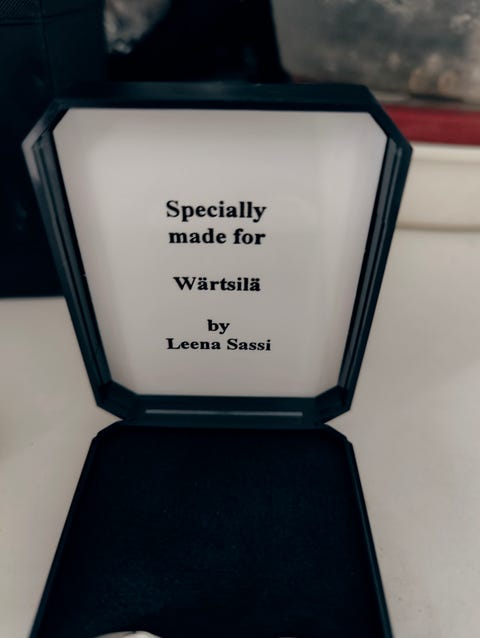 Specially
made for
Wärtsilä
by
Leena Sassi